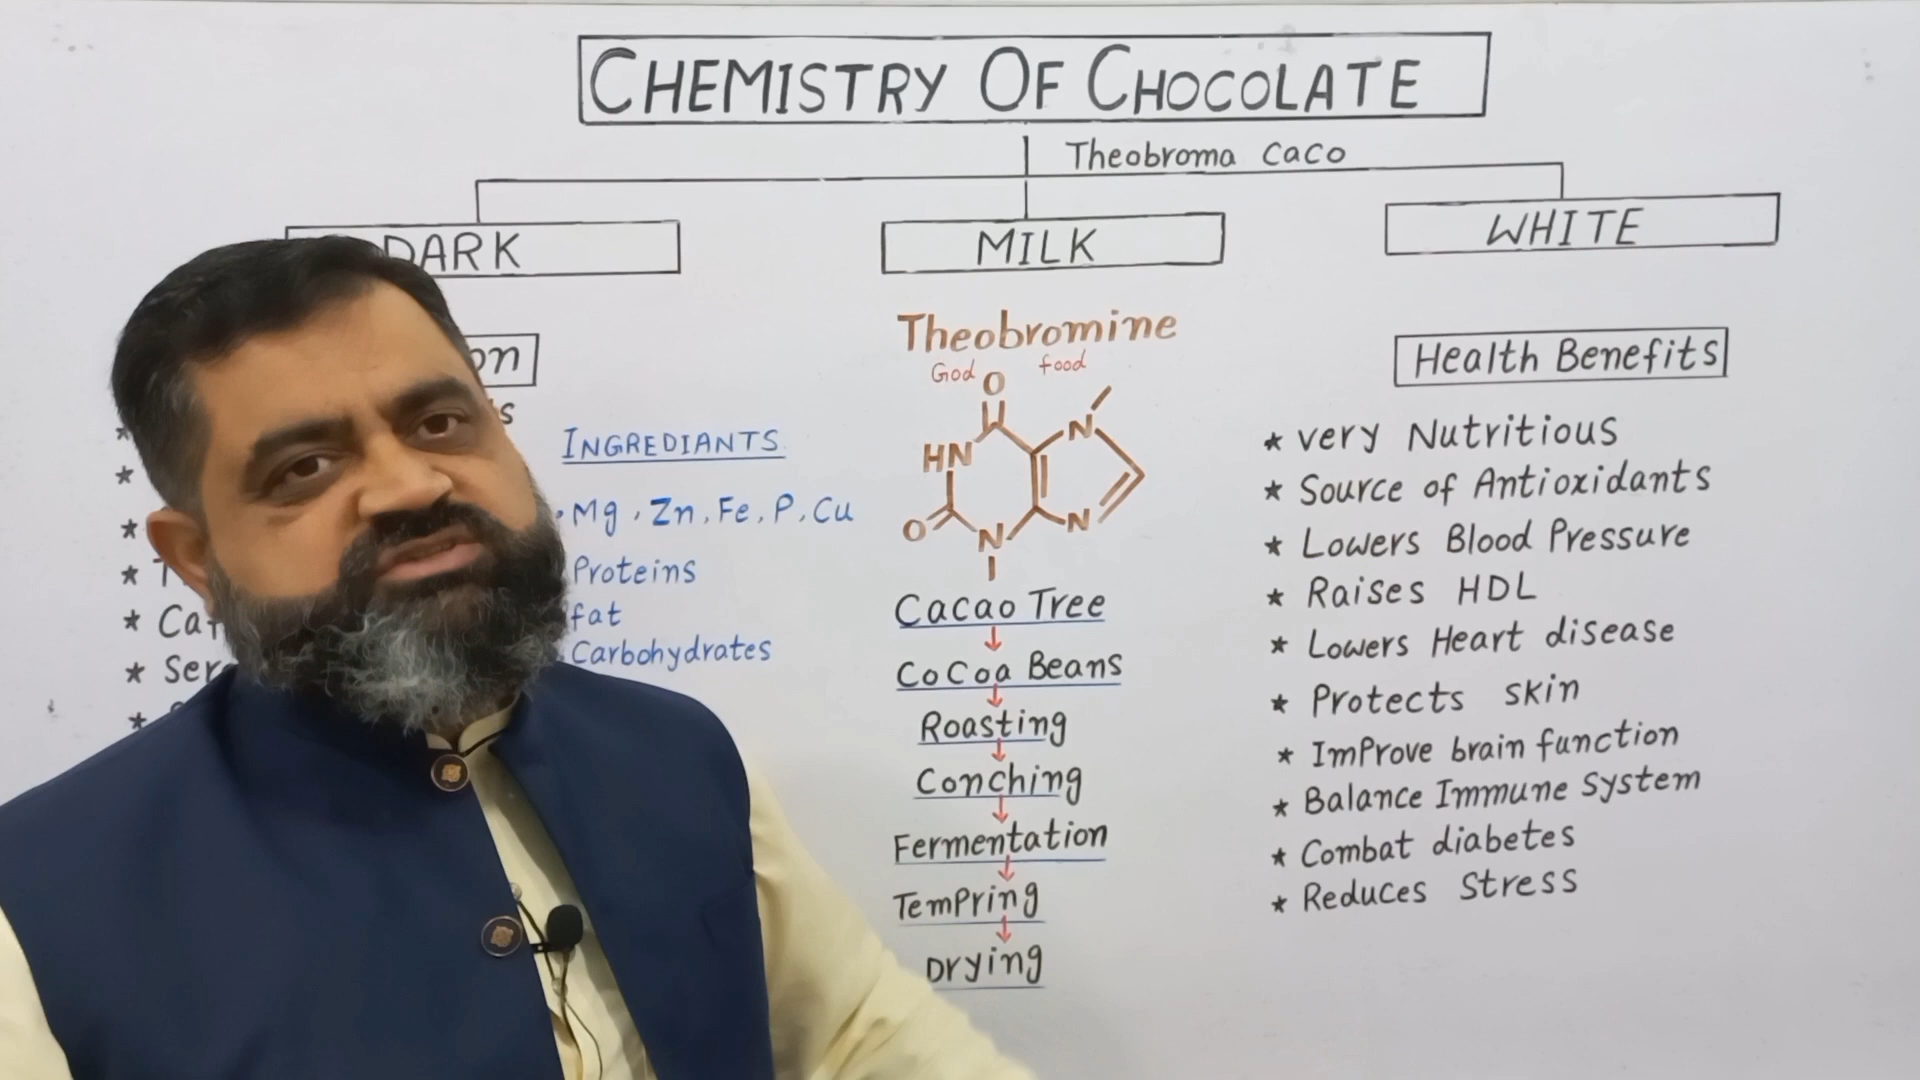 CHEMISTRY OF CHOCOLATE
Theobroma caco
DARK
MILK
WHITE
INGREDIANTS
Mg, Zn, Fe, P, Cu
Proteins
fat
Carbohydrates
Theobromine
God food
O
N
HN
O
N
N
Cacao Tree
CoCoa Beans
Roasting
Conching
Fermentation
Tempring
Drying
Health Benefits
* very Nutritious
* Source of Antioxidants
* Lowers Blood Pressure
* Raises HDL
* Lowers Heart disease
* Protects skin
* Improve brain function
* Balance Immune System
* Combat diabetes
* Reduces Stress